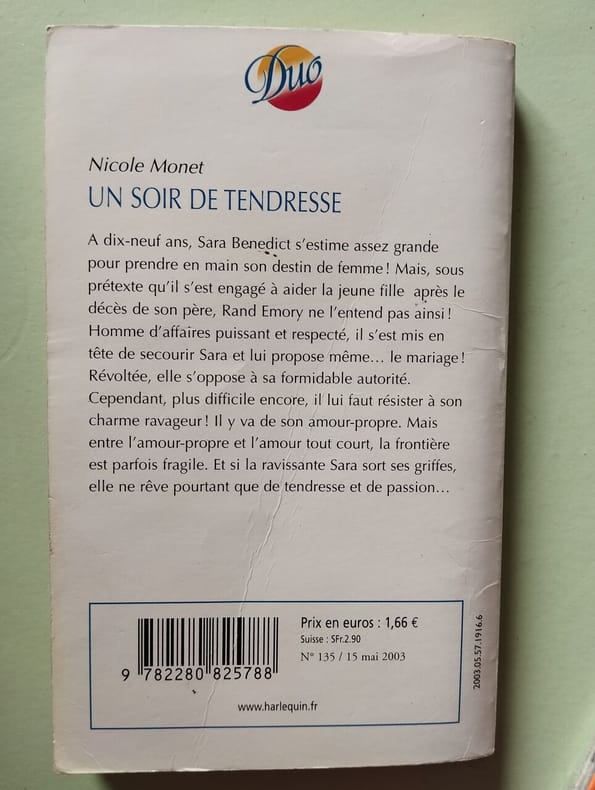 Duo
Nicole Monet
UN SOIR DE TENDRESSE
A dix-neuf ans, Sara Benedict s'estime assez grande
pour prendre en main son destin de femme ! Mais, sous
prétexte qu'il s'est engagé à aider la jeune fille après le
décès de son père, Rand Emory ne l'entend pas ainsi !
Homme d'affaires puissant et respecté, il s'est mis en
tête de secourir Sara et lui propose même... le mariage !
Révoltée, elle s'oppose à sa formidable autorité.
Cependant, plus difficile encore, il lui faut résister à son
charme ravageur ! Il y va de son amour-propre. Mais
entre l'amour-propre et l'amour tout court, la frontière
est parfois fragile. Et si la ravissante Sara sort ses griffes,
elle ne rêve pourtant que de tendresse et de passion...
Prix en euros : 1,66 €
Suisse : SFr.2.90
N° 135 / 15 mai 2003
9 782280 825788
www.harlequin.fr
2003.05.57.1916.6